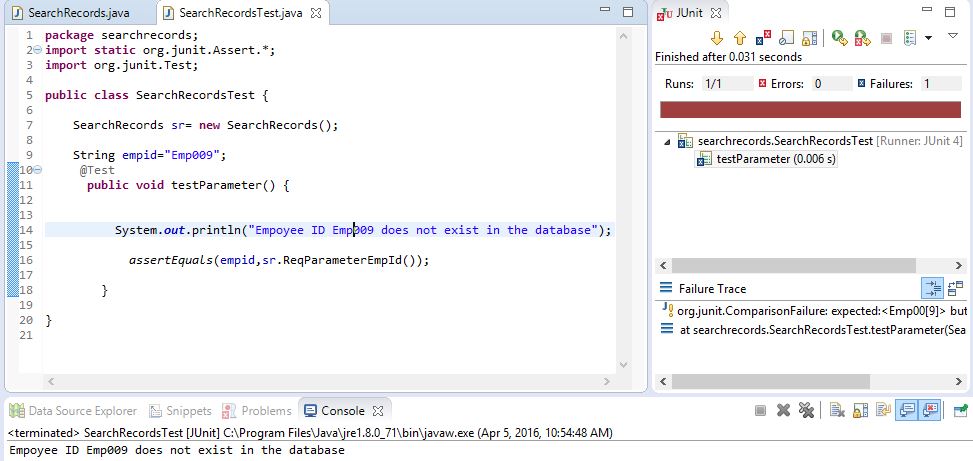 SearchRecords.java
SearchRecordsTest.java
1 package searchrecords;
2 import static org.junit.Assert.*;
3 import org.junit.Test;
4
5 public class SearchRecordsTest {
6
7 SearchRecords sr= new SearchRecords();
8
9 String empid="Emp009";
10 @Test
11 public void testParameter() {
12
13
14 System.out.println("Empoyee ID Emp009 does not exist in the database");
15
16 assertEquals(empid,sr.ReqParameterEmpId());
17
18 }
19
20 }
21
JUnit
Finished after 0.031 seconds
Runs: 1/1 Errors: 0 Failures: 1
searchrecords.SearchRecordsTest [Runner: JUnit 4]
testParameter (0.006 s)
Failure Trace
org.junit.ComparisonFailure: expected:<Emp00[9]> but
at searchrecords.SearchRecordsTest.testParameter(Sea
Data Source Explorer Snippets Problems Console
<terminated> SearchRecordsTest [JUnit] C:\Program Files\Java\jre1.8.0_71\bin\javaw.exe (Apr 5, 2016, 10:54:48 AM)
Empoyee ID Emp009 does not exist in the database